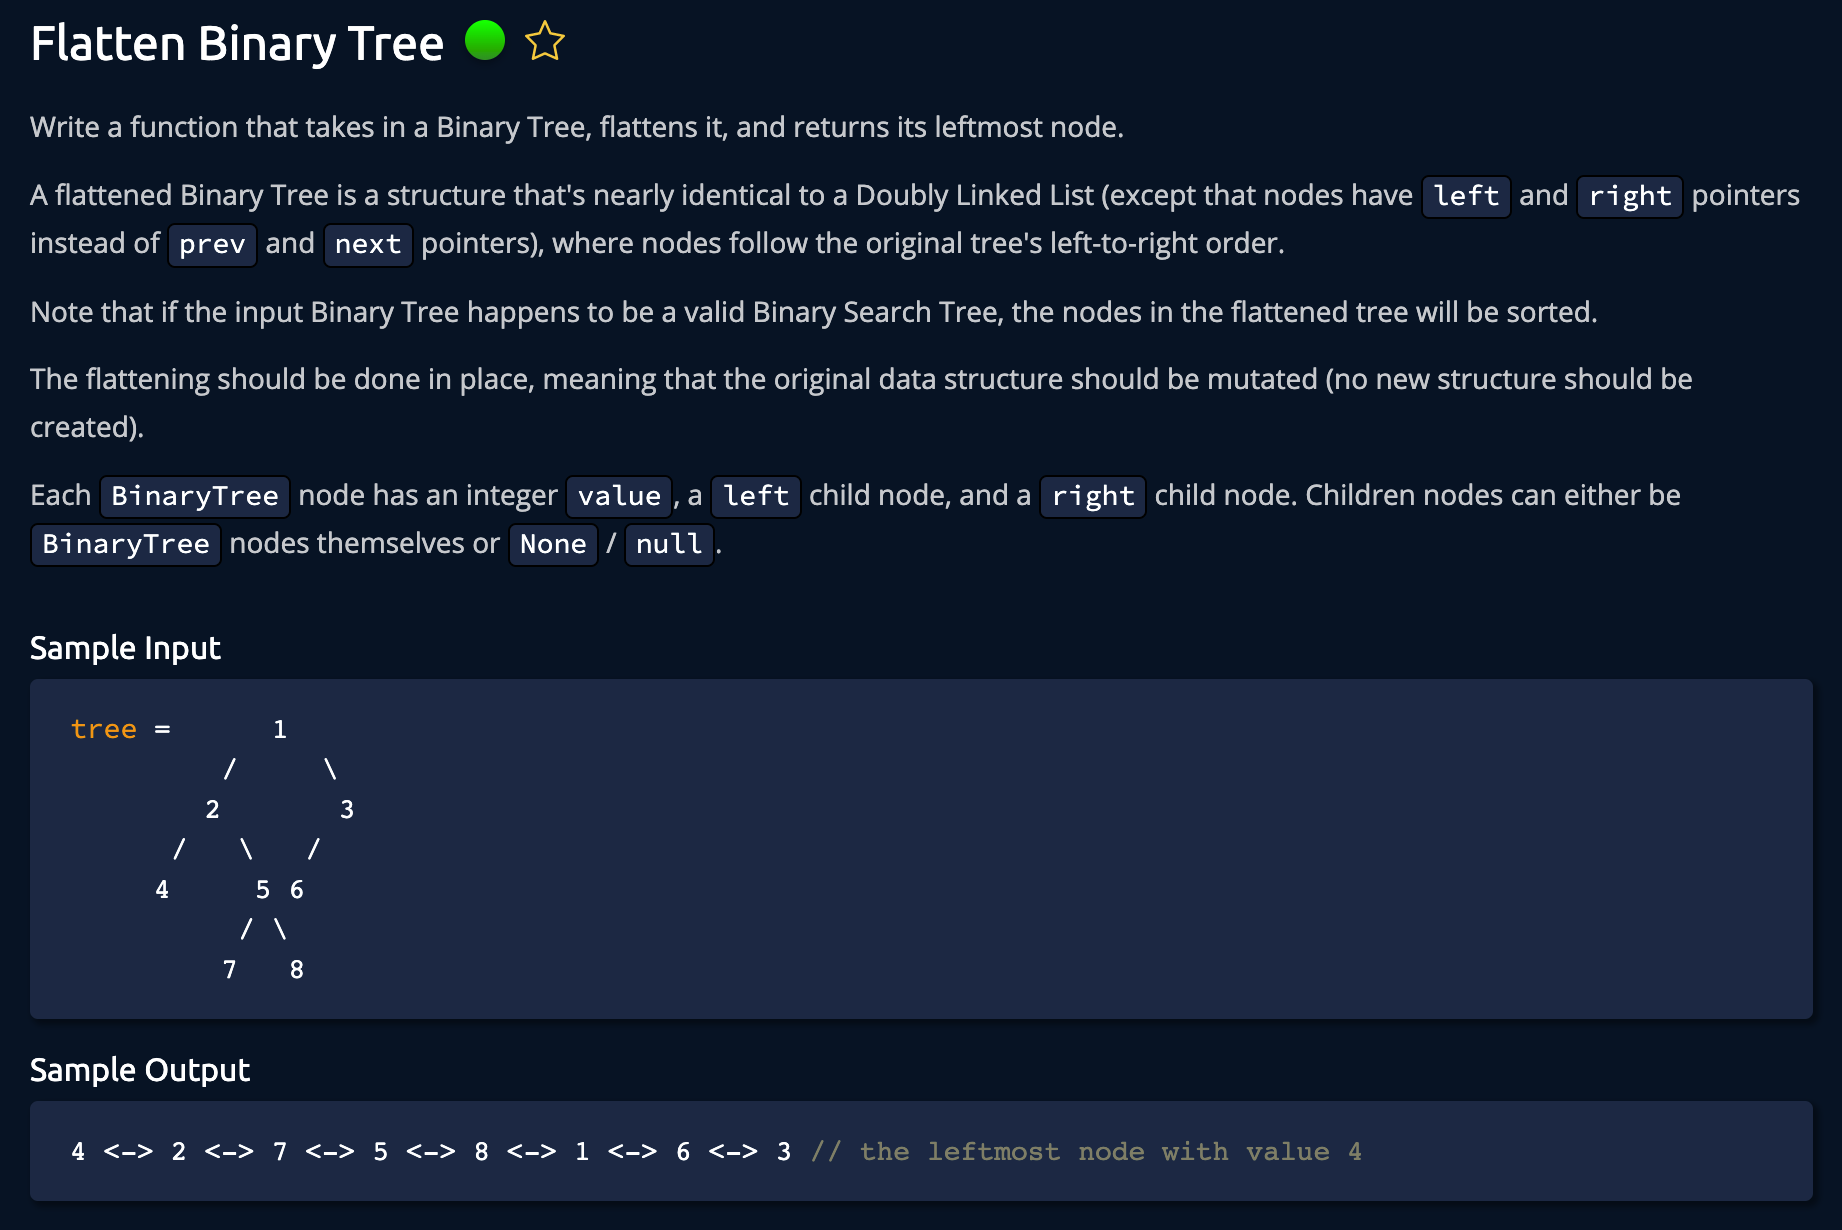 Flatten Binary Tree
Write a function that takes in a Binary Tree, flattens it, and returns its leftmost node.
A flattened Binary Tree is a structure that's nearly identical to a Doubly Linked List (except that nodes have left and right pointers
instead of prev and next pointers), where nodes follow the original tree's left-to-right order.
Note that if the input Binary Tree happens to be a valid Binary Search Tree, the nodes in the flattened tree will be sorted.
The flattening should be done in place, meaning that the original data structure should be mutated (no new structure should be
created).
Each BinaryTree node has an integer value, a left child node, and a right child node. Children nodes can either be
BinaryTree nodes themselves or None / null.
Sample Input
tree =      1
         /     \
        2       3
      /   \   /
     4     5 6
          / \
         7   8
Sample Output
4 <-> 2 <-> 7 <-> 5 <-> 8 <-> 1 <-> 6 <-> 3 // the leftmost node with value 4